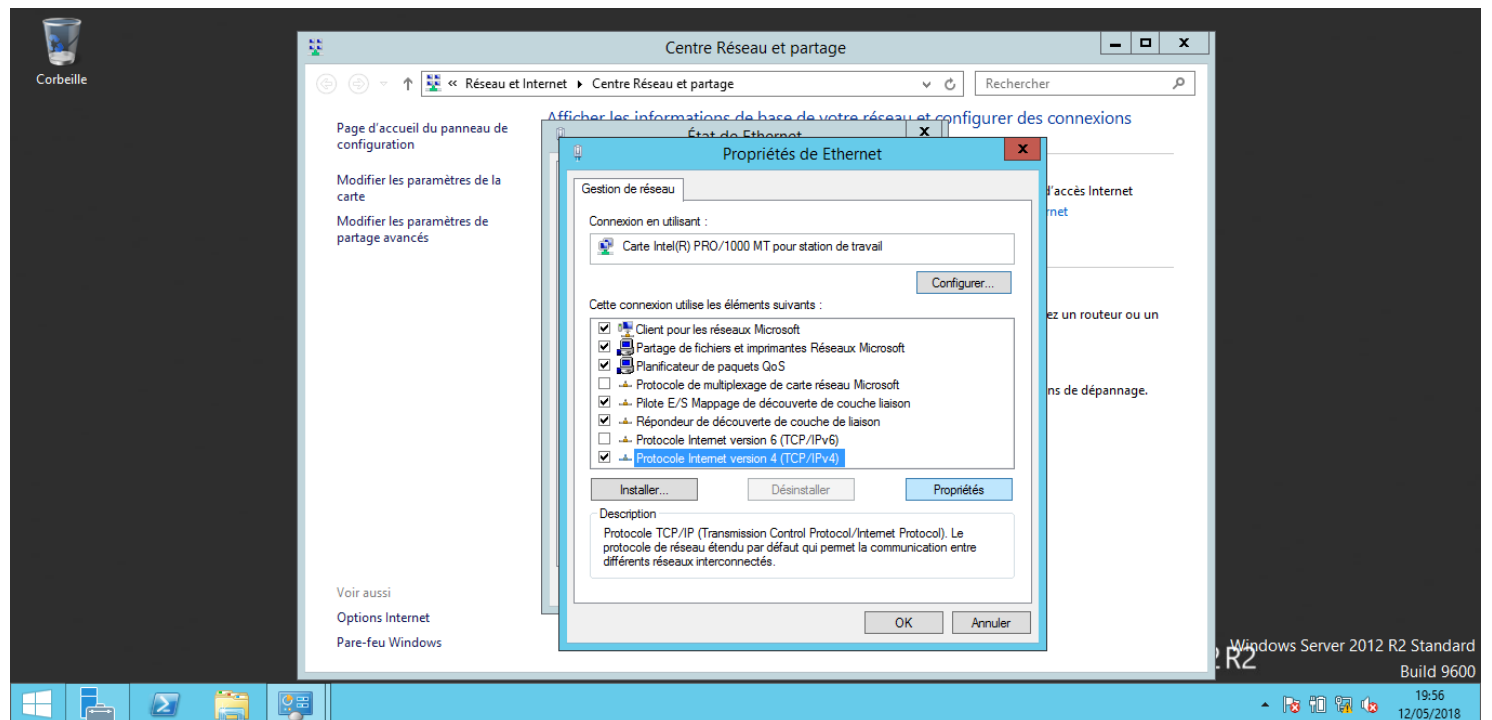 Corbeille
Centre Réseau et partage
« Réseau et Internet
Centre Réseau et partage
Rechercher
Page d'accueil du panneau de
configuration
Modifier les paramètres de la
carte
Modifier les paramètres de
partage avancés
Voir aussi
Options Internet
Pare-feu Windows
Afficher les informations de base de votre réseau et configurer des connexions
d'accès Internet
rnet
ez un routeur ou un
ns de dépannage.
État de Ethernet
Propriétés de Ethernet
Gestion de réseau
Connexion en utilisant :
Carte Intel(R) PRO/1000 MT pour station de travail
Configurer...
Cette connexion utilise les éléments suivants :
Client pour les réseaux Microsoft
Partage de fichiers et imprimantes Réseaux Microsoft
Planificateur de paquets QoS
Protocole de multiplexage de carte réseau Microsoft
Pilote E/S Mappage de découverte de couche liaison
Répondeur de découverte de couche de liaison
Protocole Internet version 6 (TCP/IPv6)
Protocole Internet version 4 (TCP/IPv4)
Installer...
Désinstaller
Propriétés
Description
Protocole TCP/IP (Transmission Control Protocol/Internet Protocol). Le
protocole de réseau étendu par défaut qui permet la communication entre
différents réseaux interconnectés.
OK
Annuler
R2
Windows Server 2012 R2 Standard
Build 9600
19:56
12/05/2018